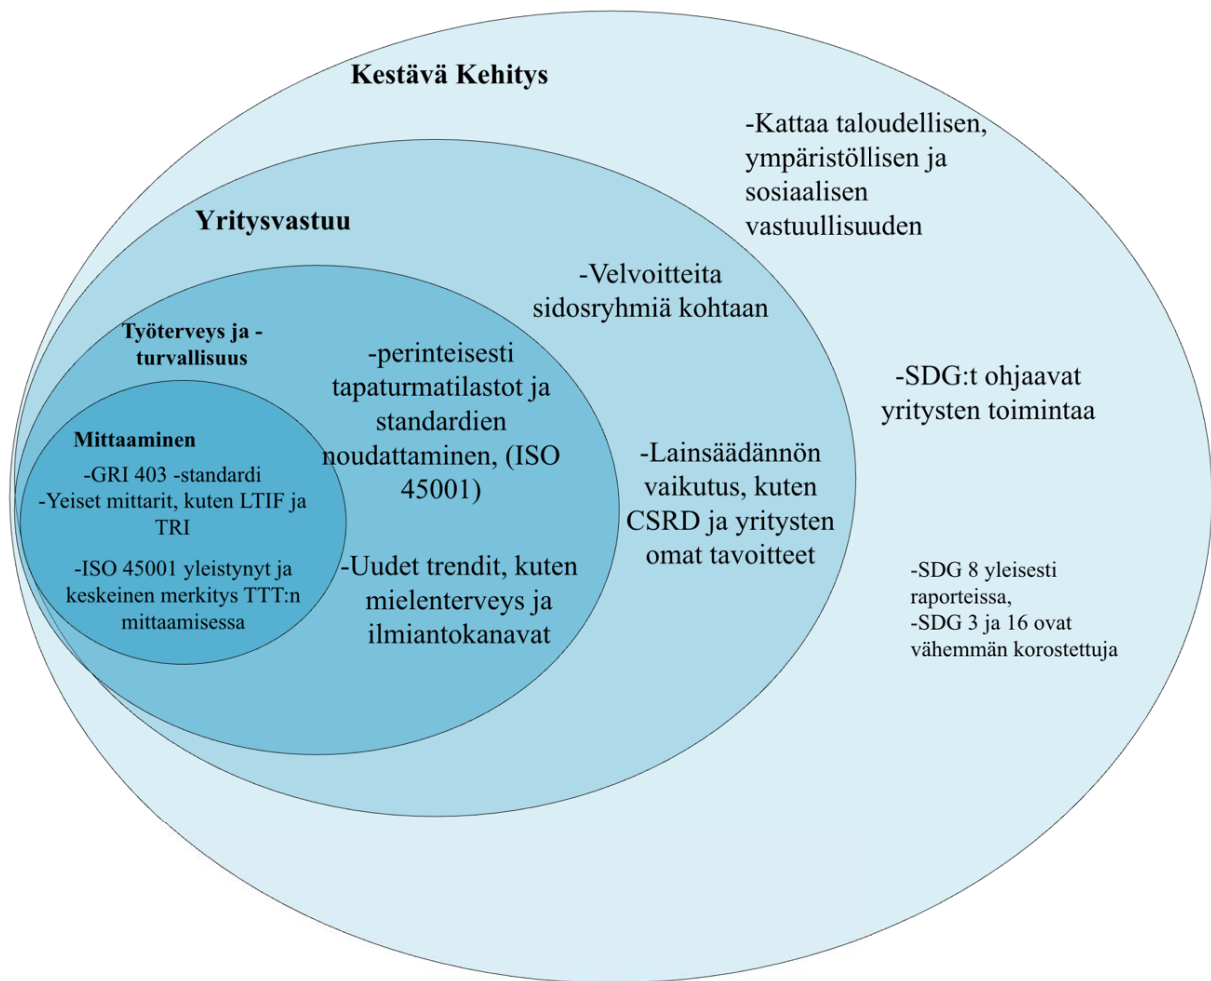 Kestävä Kehitys
-Kattaa taloudellisen,
ympäristöllisen ja
sosiaalisen
vastuullisuuden
-SDG:t ohjaavat
yritysten toimintaa
-SDG 8 yleisesti
raporteissa,
-SDG 3 ja 16 ovat
vähemmän korostettuja
Yritysvastuu
-Velvoitteita
sidosryhmiä kohtaan
-Lainsäädännön
vaikutus, kuten
CSRD ja yritysten
omat tavoitteet
Työterveys ja -
turvallisuus
-perinteisesti
tapaturmatilastot ja
standardien
noudattaminen, (ISO
45001)
-Uudet trendit, kuten
mielenterveys ja
ilmiantokanavat
Mittaaminen
-GRI 403 -standardi
-Yeiset mittarit, kuten LTIF ja
TRI
-ISO 45001 yleistynyt ja
keskeinen merkitys TTT:n
mittaamisessa